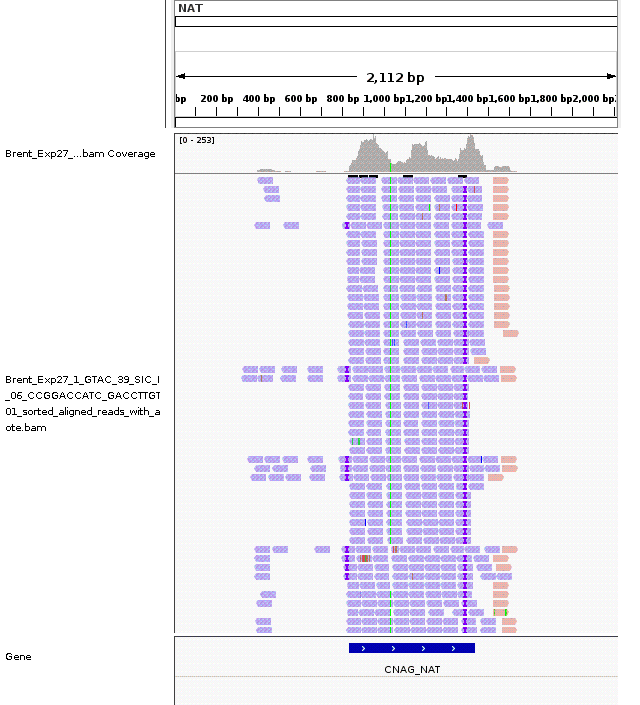 NAT
2,112 bp
bp 200 bp 400 bp 600 bp 800 bp 1,000 bp 1,200 bp 1,400 bp 1,600 bp 1,800 bp 2,000 bp
[0 - 253]
Brent_Exp27_...bam Coverage
Brent_Exp27_1_GTAC_39_SIC_I
_06_CCGGACCATC_GACCTTGT
01_sorted_aligned_reads_with_a
ote.bam
Gene
CNAG_NAT